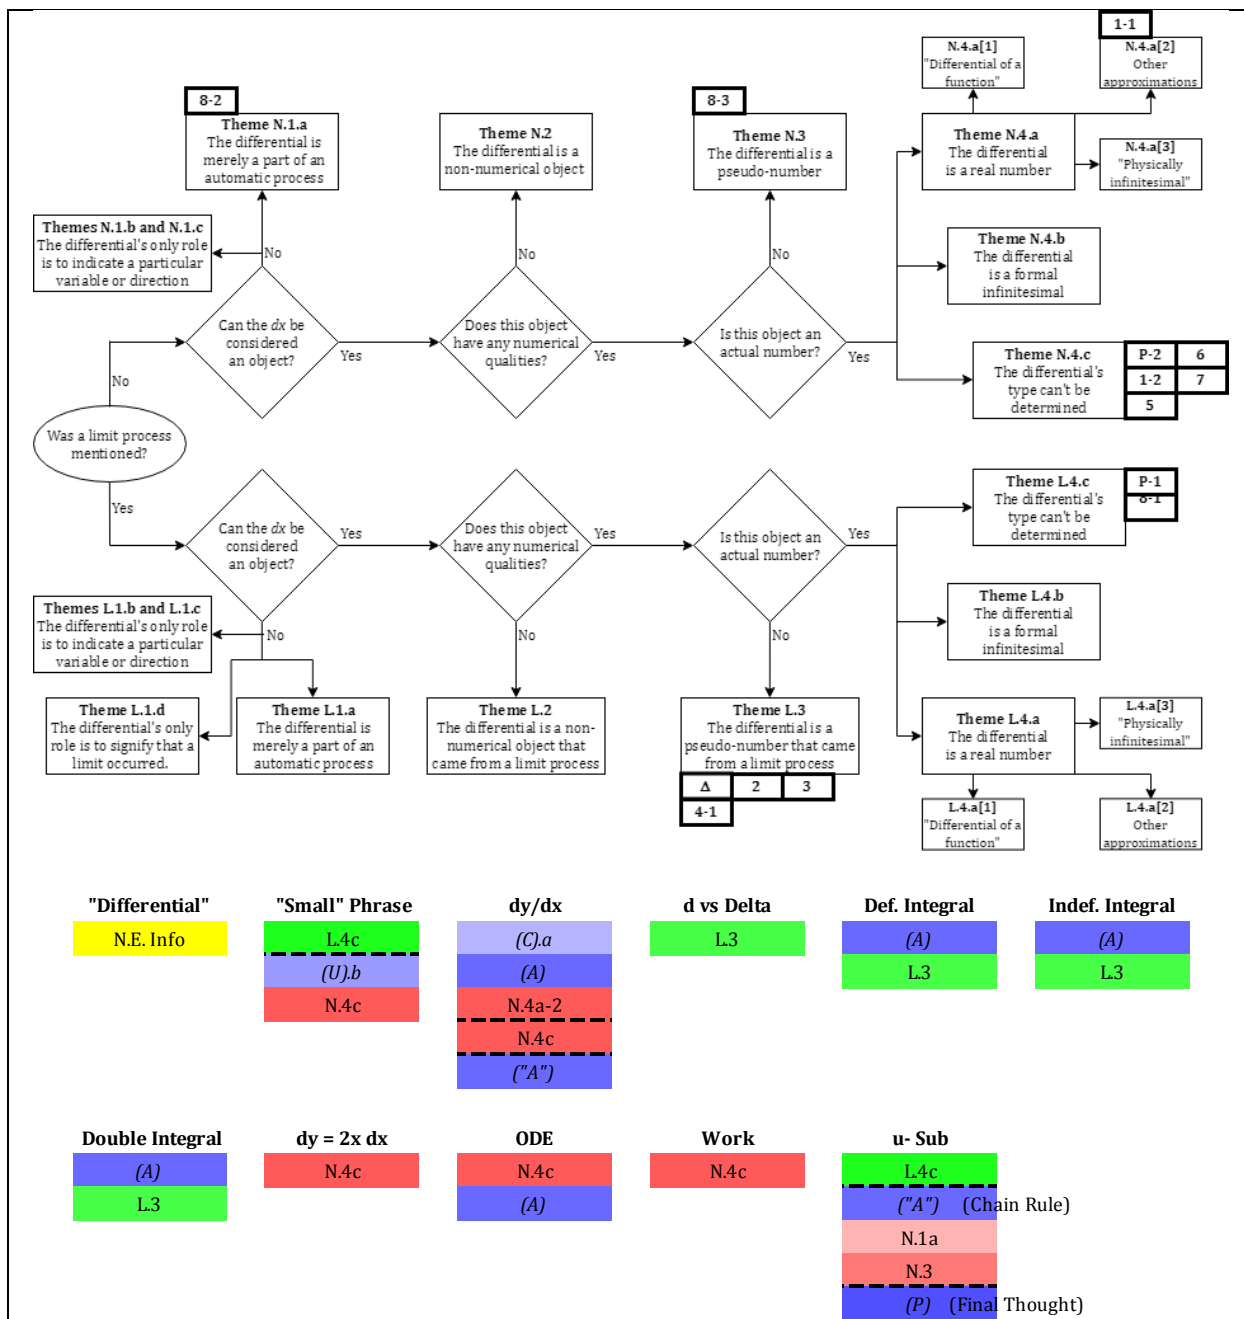 1-1
N.4.a[1]
"Differential of a
function"
N.4.a[2]
Other
approximations
8-2
Theme N.1.a
The differential is
merely a part of an
automatic process
Theme N.2
The differential is a
non-numerical object
8-3
Theme N.3
The differential is a
pseudo-number
Theme N.4.a
The differential
is a real number
N.4.a[3]
"Physically
infinitesimal"
Themes N.1.b and N.1.c
The differential's only role
is to indicate a particular
variable or direction
No
No
No
Theme N.4.b
The differential
is a formal
infinitesimal
Can the dx be
considered
an object?
Yes
Does this object
have any numerical
qualities?
Yes
Is this object an
actual number?
Yes
Theme N.4.c
The differential's
type can't be
determined
P-2
6
1-2
7
5
No
Was a limit process
mentioned?
Yes
Can the dx be
considered
an object?
Yes
Does this object
have any numerical
qualities?
Yes
Is this object an
actual number?
Yes
Theme L.4.c
The differential's
type can't be
determined
P-1
8-1
Theme L.4.b
The differential
is a formal
infinitesimal
Themes L.1.b and L.1.c
The differential's only role
is to indicate a particular
variable or direction
No
No
No
Theme L.1.d
The differential's only
role is to signify that a
limit occurred.
Theme L.1.a
The differential is
merely a part of an
automatic process
Theme L.2
The differential is a non-
numerical object that
came from a limit process
Theme L.3
The differential is a
pseudo-number that came
from a limit process
Δ
2
3
4-1
Theme L.4.a
The differential
is a real number
L.4.a[3]
"Physically
infinitesimal"
L.4.a[1]
"Differential of a
function"
L.4.a[2]
Other
approximations
"Differential"
N.E. Info
"Small" Phrase
L.4c
(U).b
N.4c
dy/dx
(C).a
(A)
N.4a-2
N.4c
("A")
d vs Delta
L.3
Def. Integral
(A)
L.3
Indef. Integral
(A)
L.3
Double Integral
(A)
L.3
dy = 2x dx
N.4c
ODE
N.4c
(A)
Work
N.4c
u- Sub
L.4c
("A") (Chain Rule)
N.1a
N.3
(P) (Final Thought)